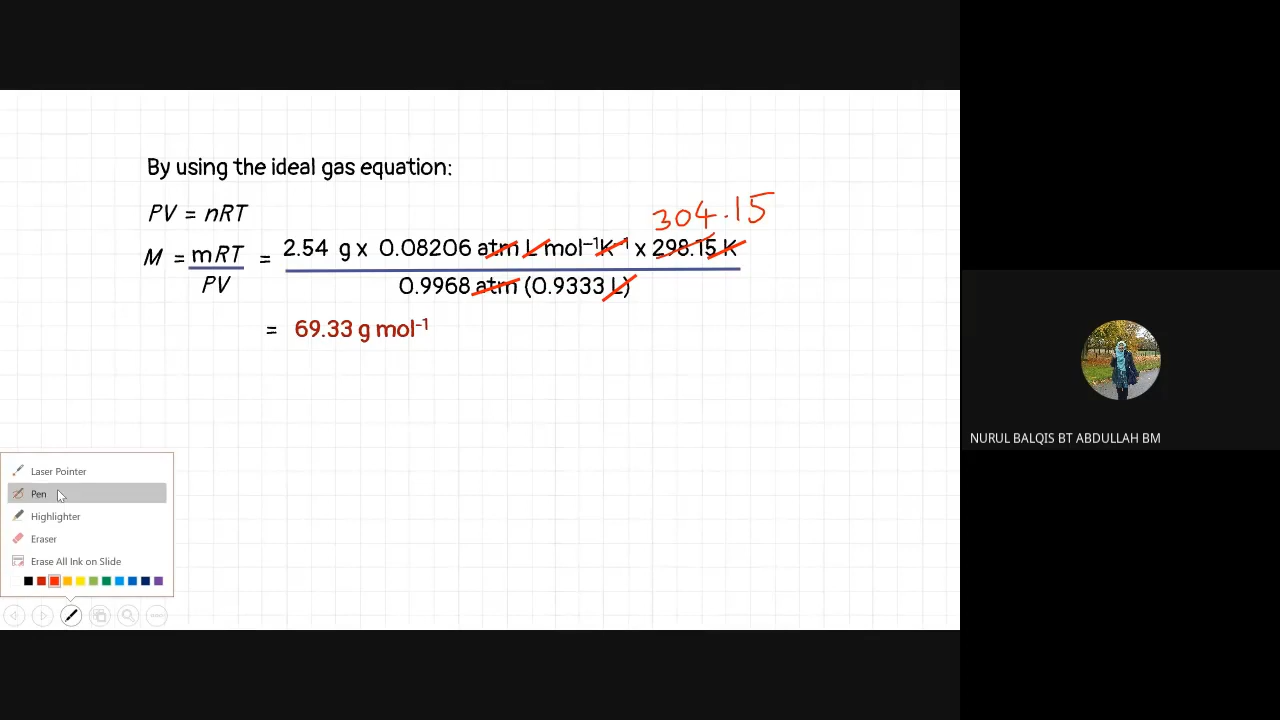 By using the ideal gas equation:
PV = nRT
304.15
M = mRT = 2.54 g x 0.08206 atm L mol⁻¹K⁻¹ x 298.15 K
PV 0.9968 atm (0.9333 L)
= 69.33 g mol⁻¹
NURUL BALQIS BT ABDULLAH BM
Laser Pointer
Pen
Highlighter
Eraser
Erase All Ink on Slide